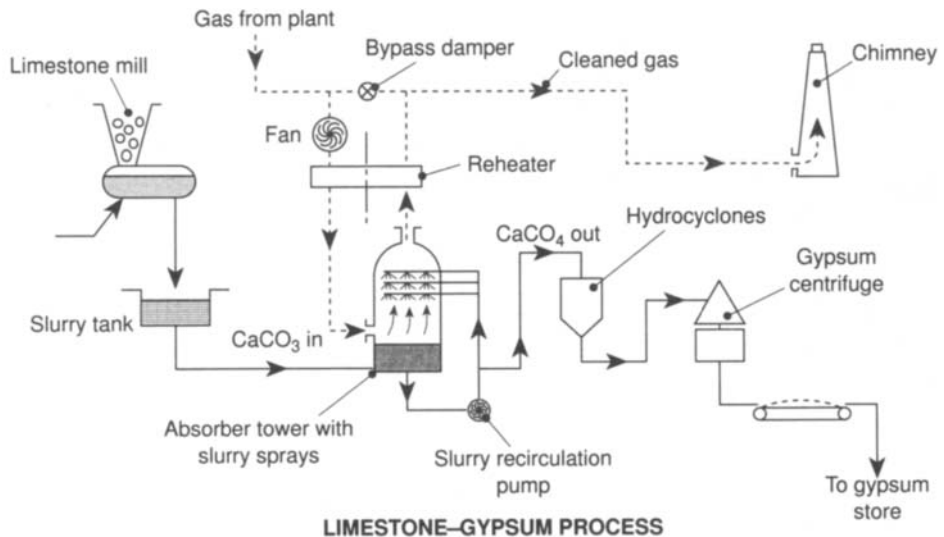 Gas from plant
Limestone mill
Bypass damper
Cleaned gas
Chimney
Fan
Reheater
Hydrocyclones
CaCO₄ out
Gypsum
centrifuge
Slurry tank
CaCO₃ in
Absorber tower with
slurry sprays
Slurry recirculation
pump
To gypsum
store
LIMESTONE–GYPSUM PROCESS